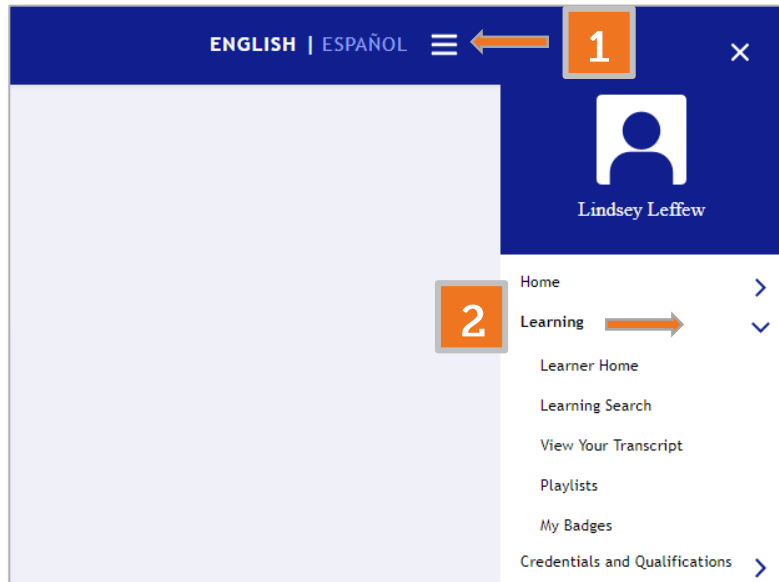 ENGLISH | ESPAÑOL
1
Lindsey Leffew
Home
2
Learning
Learner Home
Learning Search
View Your Transcript
Playlists
My Badges
Credentials and Qualifications